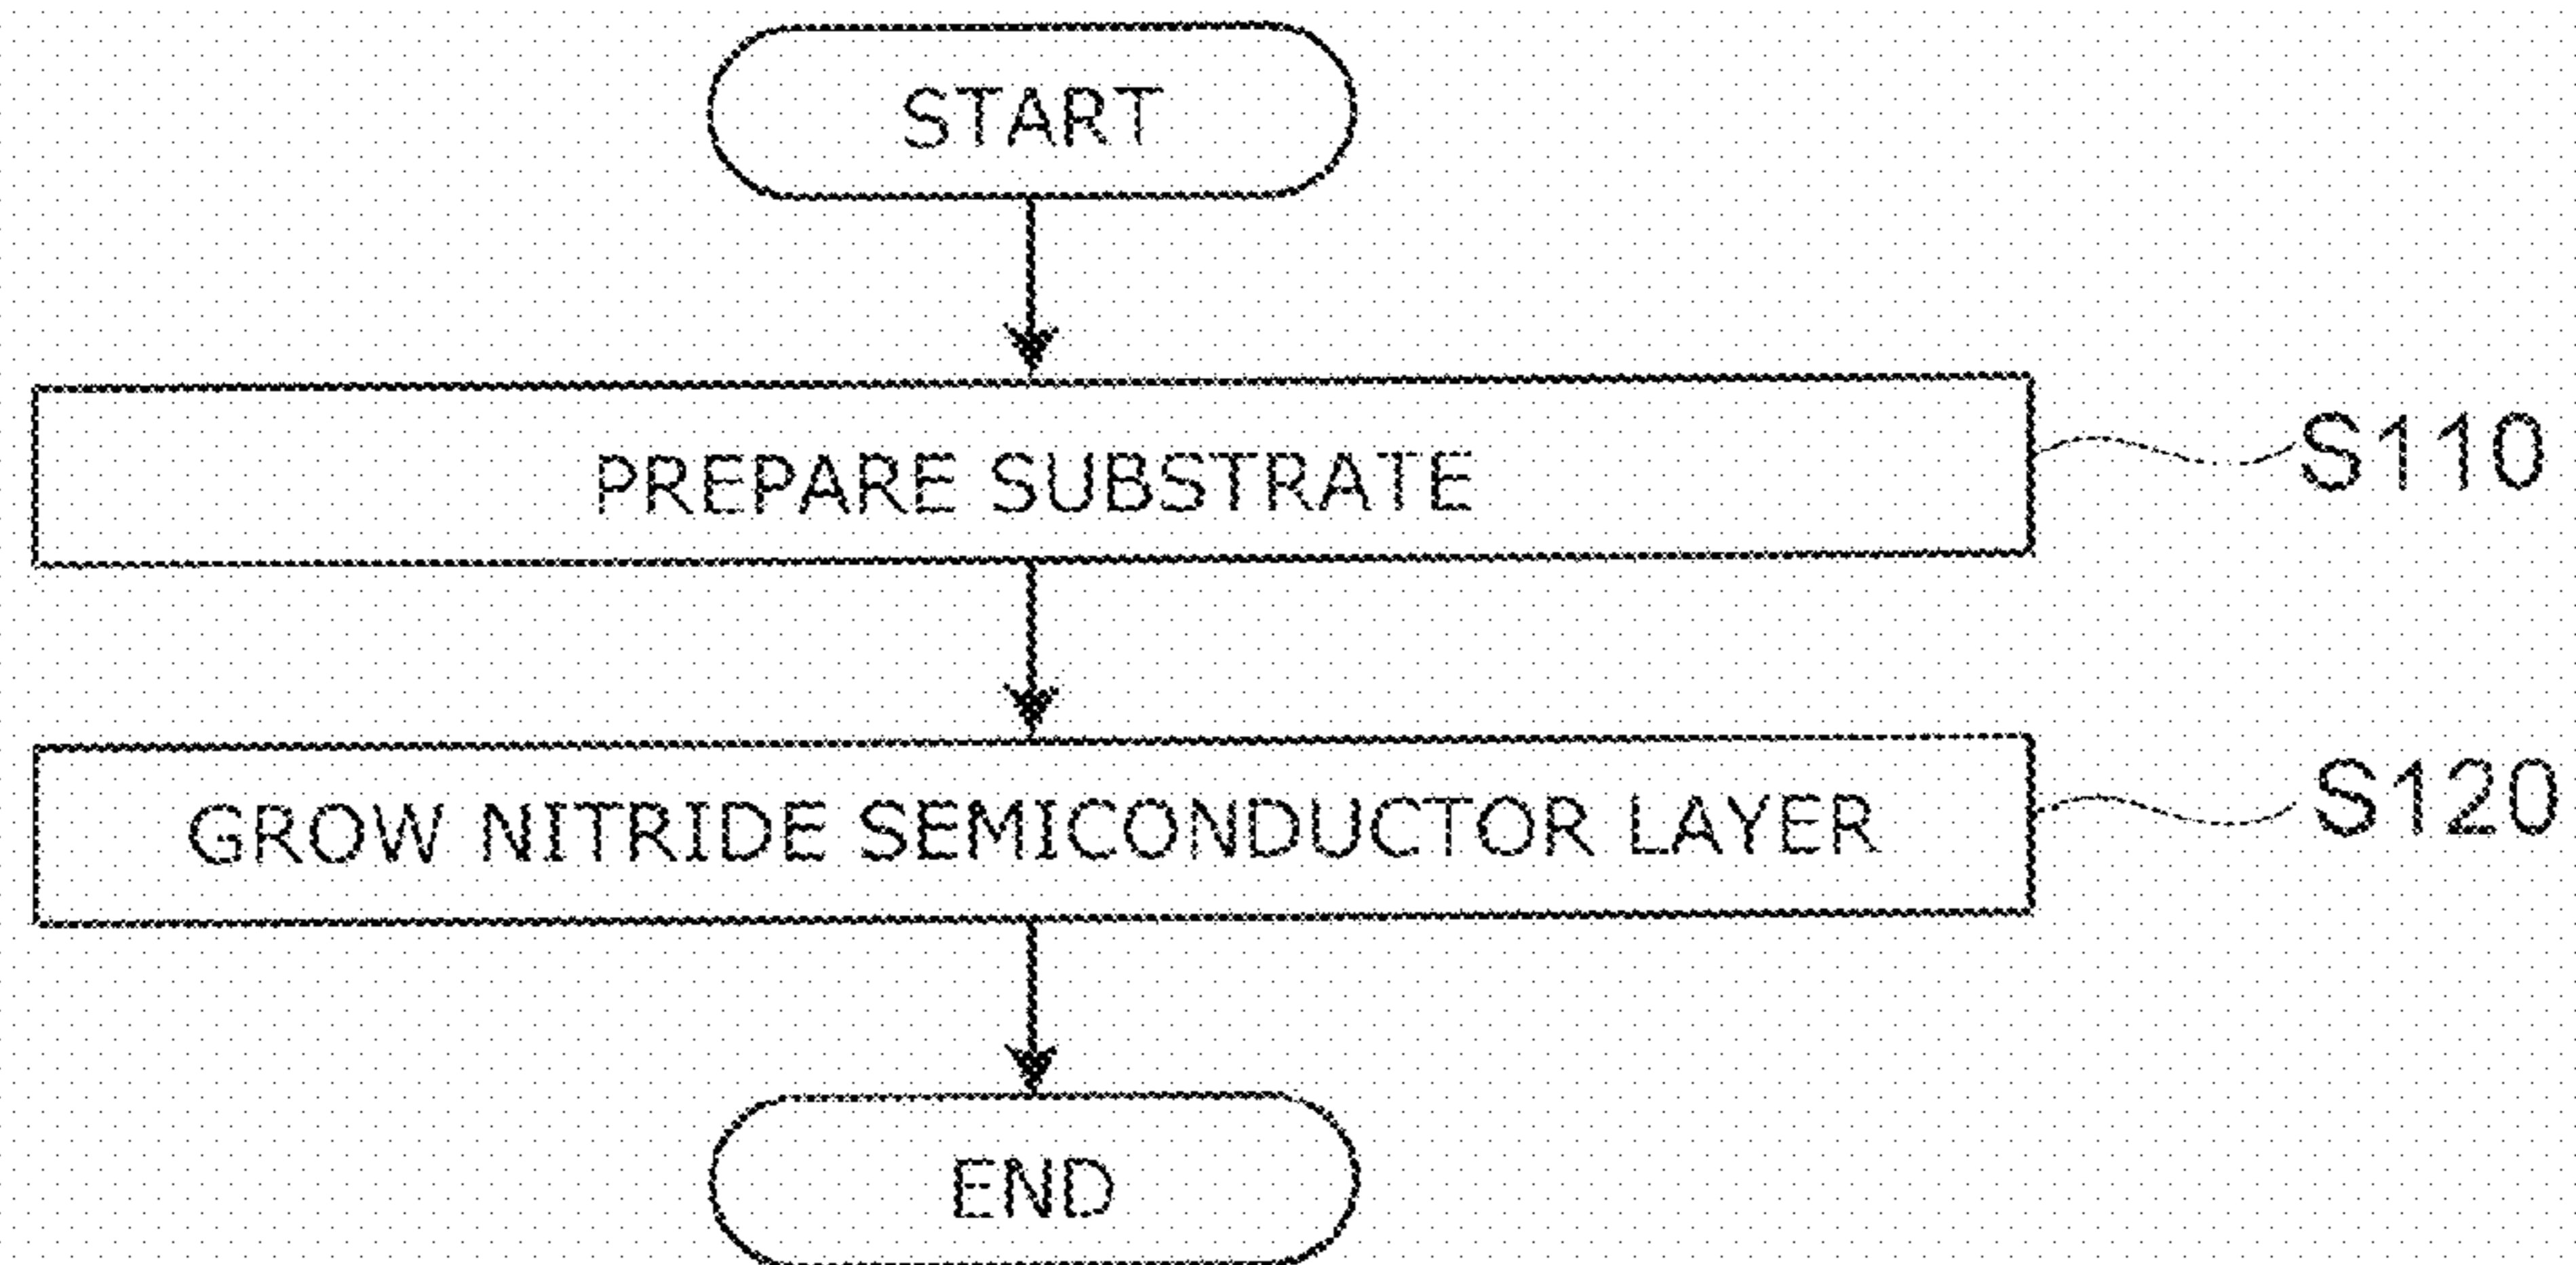 START
PREPARE SUBSTRATE
S110
GROW NITRIDE SEMICONDUCTOR LAYER
S120
END